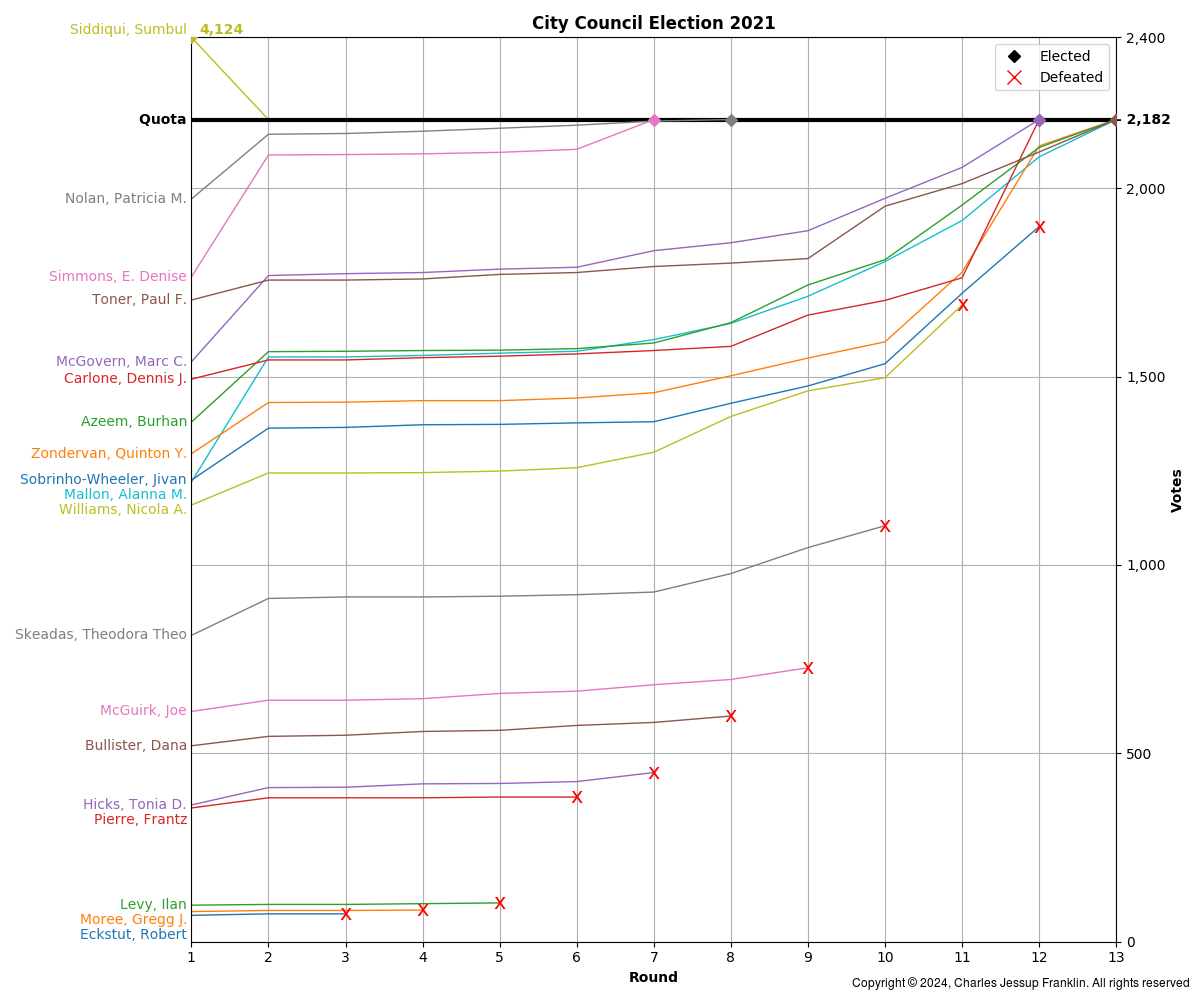 City Council Election 2021
Siddiqui, Sumbul 4,124
2,400
Elected
Defeated
Quota
2,182
Nolan, Patricia M.
2,000
Simmons, E. Denise
Toner, Paul F.
McGovern, Marc C.
Carlone, Dennis J.
1,500
Azeem, Burhan
Zondervan, Quinton Y.
Sobrinho-Wheeler, Jivan
Mallon, Alanna M.
Williams, Nicola A.
Votes
1,000
Skeadas, Theodora Theo
McGuirk, Joe
Bullister, Dana
500
Hicks, Tonia D.
Pierre, Frantz
Levy, Ilan
Moree, Gregg J.
Eckstut, Robert
0
1 2 3 4 5 6 7 8 9 10 11 12 13
Round
Copyright © 2024, Charles Jessup Franklin. All rights reserved